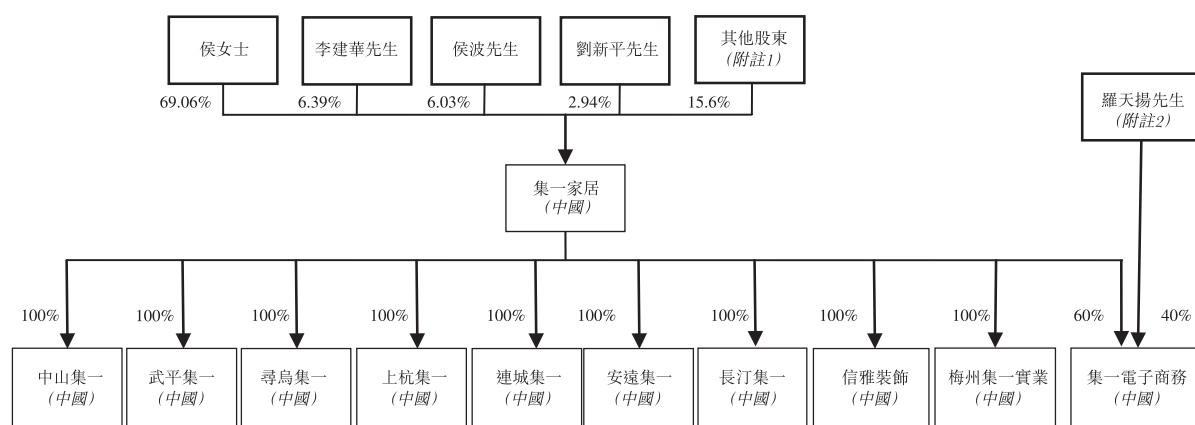 侯女士
李建華先生
侯波先生
劉新平先生
其他股東
(附註1)
69.06%
6.39%
6.03%
2.94%
15.6%
羅天揚先生
(附註2)
集一家居
(中國)
100%
100%
100%
100%
100%
100%
100%
100%
100%
60%
40%
中山集一
(中國)
武平集一
(中國)
尋烏集一
(中國)
上杭集一
(中國)
連城集一
(中國)
安遠集一
(中國)
長汀集一
(中國)
信雅裝飾
(中國)
梅州集一實業
(中國)
集一電子商務
(中國)